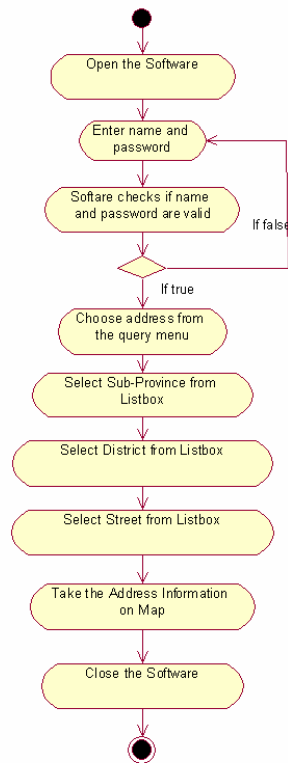 Open the Software
Enter name and
password
Softare checks if name
and password are valid
If false
If true
Choose address from
the query menu
Select Sub-Province from
Listbox
Select District from Listbox
Select Street from Listbox
Take the Address Information
on Map
Close the Software